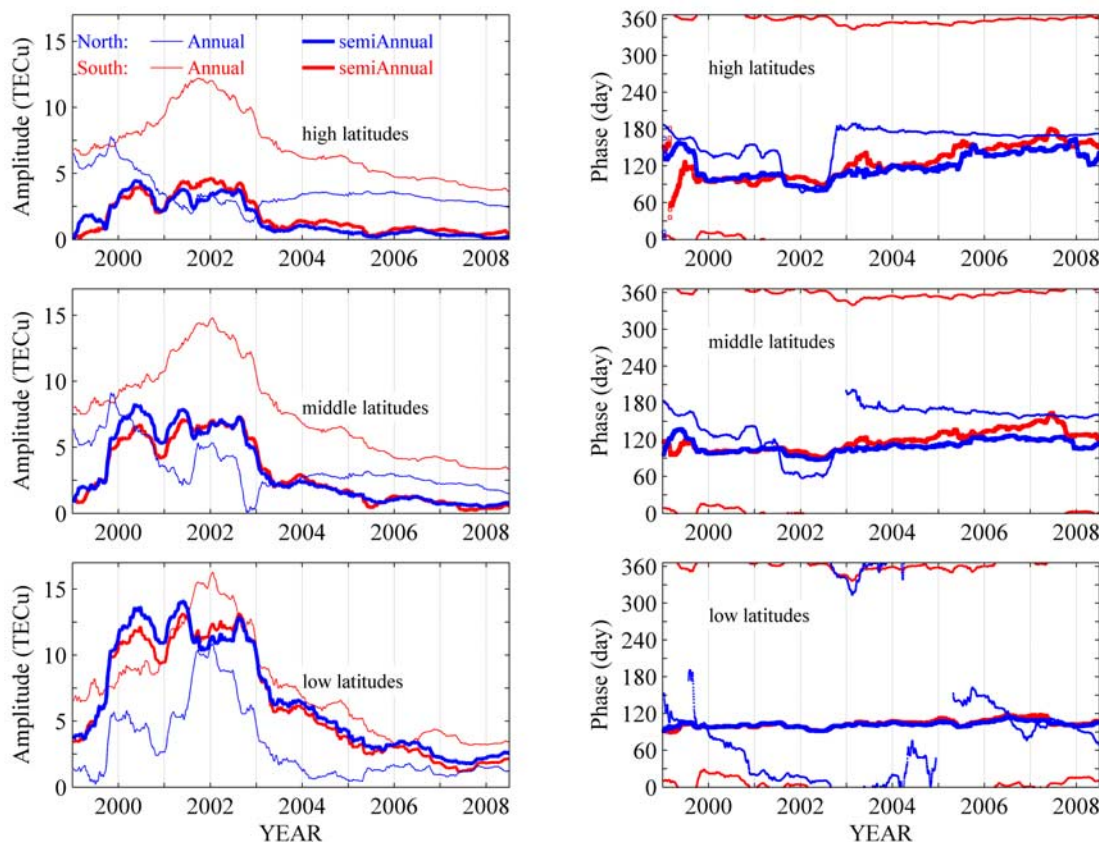 Amplitude (TECu)
15
10
5
0
North: Annual semiAnnual
South: Annual semiAnnual
high latitudes
2000 2002 2004 2006 2008
Phase (day)
360
300
240
180
120
60
0
high latitudes
2000 2002 2004 2006 2008
Amplitude (TECu)
15
10
5
0
middle latitudes
2000 2002 2004 2006 2008
Phase (day)
360
300
240
180
120
60
0
middle latitudes
2000 2002 2004 2006 2008
Amplitude (TECu)
15
10
5
0
low latitudes
2000 2002 2004 2006 2008
YEAR
Phase (day)
360
300
240
180
120
60
0
low latitudes
2000 2002 2004 2006 2008
YEAR